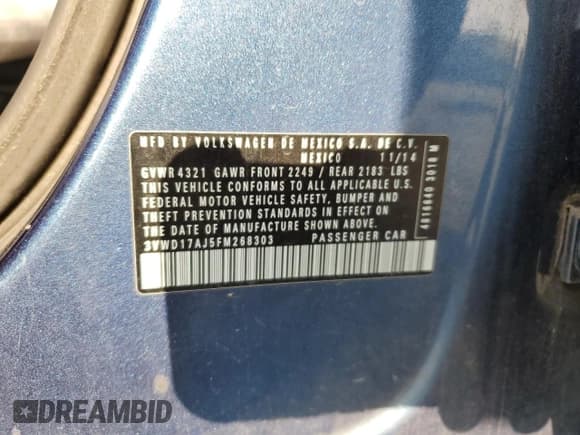 MFD BY VOLKSWAGEN DE MEXICO S.A. DE C.V.
MEXICO 11/14
GVWR 4321 GAWR FRONT 2249 / REAR 2183 LBS
THIS VEHICLE CONFORMS TO ALL APPLICABLE U.S.
FEDERAL MOTOR VEHICLE SAFETY, BUMPER AND
THEFT PREVENTION STANDARDS IN EFFECT ON
THE DATE OF MANUFACTURE SHOWN ABOVE.
3VWD17AJ5FM268303 PASSENGER CAR
4816640 3018 M
DREAMBID